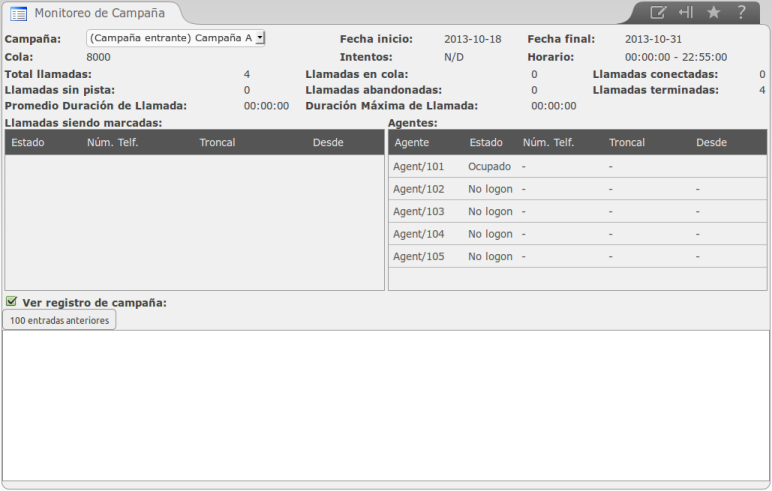 Monitoreo de Campaña ?
Campaña: (Campaña entrante) Campaña A Fecha inicio: 2013-10-18 Fecha final: 2013-10-31
Cola: 8000 Intentos: N/D Horario: 00:00:00 - 22:55:00
Total llamadas: 4 Llamadas en cola: 0 Llamadas conectadas: 0
Llamadas sin pista: 0 Llamadas abandonadas: 0 Llamadas terminadas: 4
Promedio Duración de Llamada: 00:00:00 Duración Máxima de Llamada: 00:00:00
Llamadas siendo marcadas: Agentes:
Estado Núm. Telf. Troncal Desde Agente Estado Núm. Telf. Troncal Desde
Agent/101 Ocupado - -
Agent/102 No logon - - -
Agent/103 No logon - - -
Agent/104 No logon - - -
Agent/105 No logon - - -
Ver registro de campaña:
100 entradas anteriores